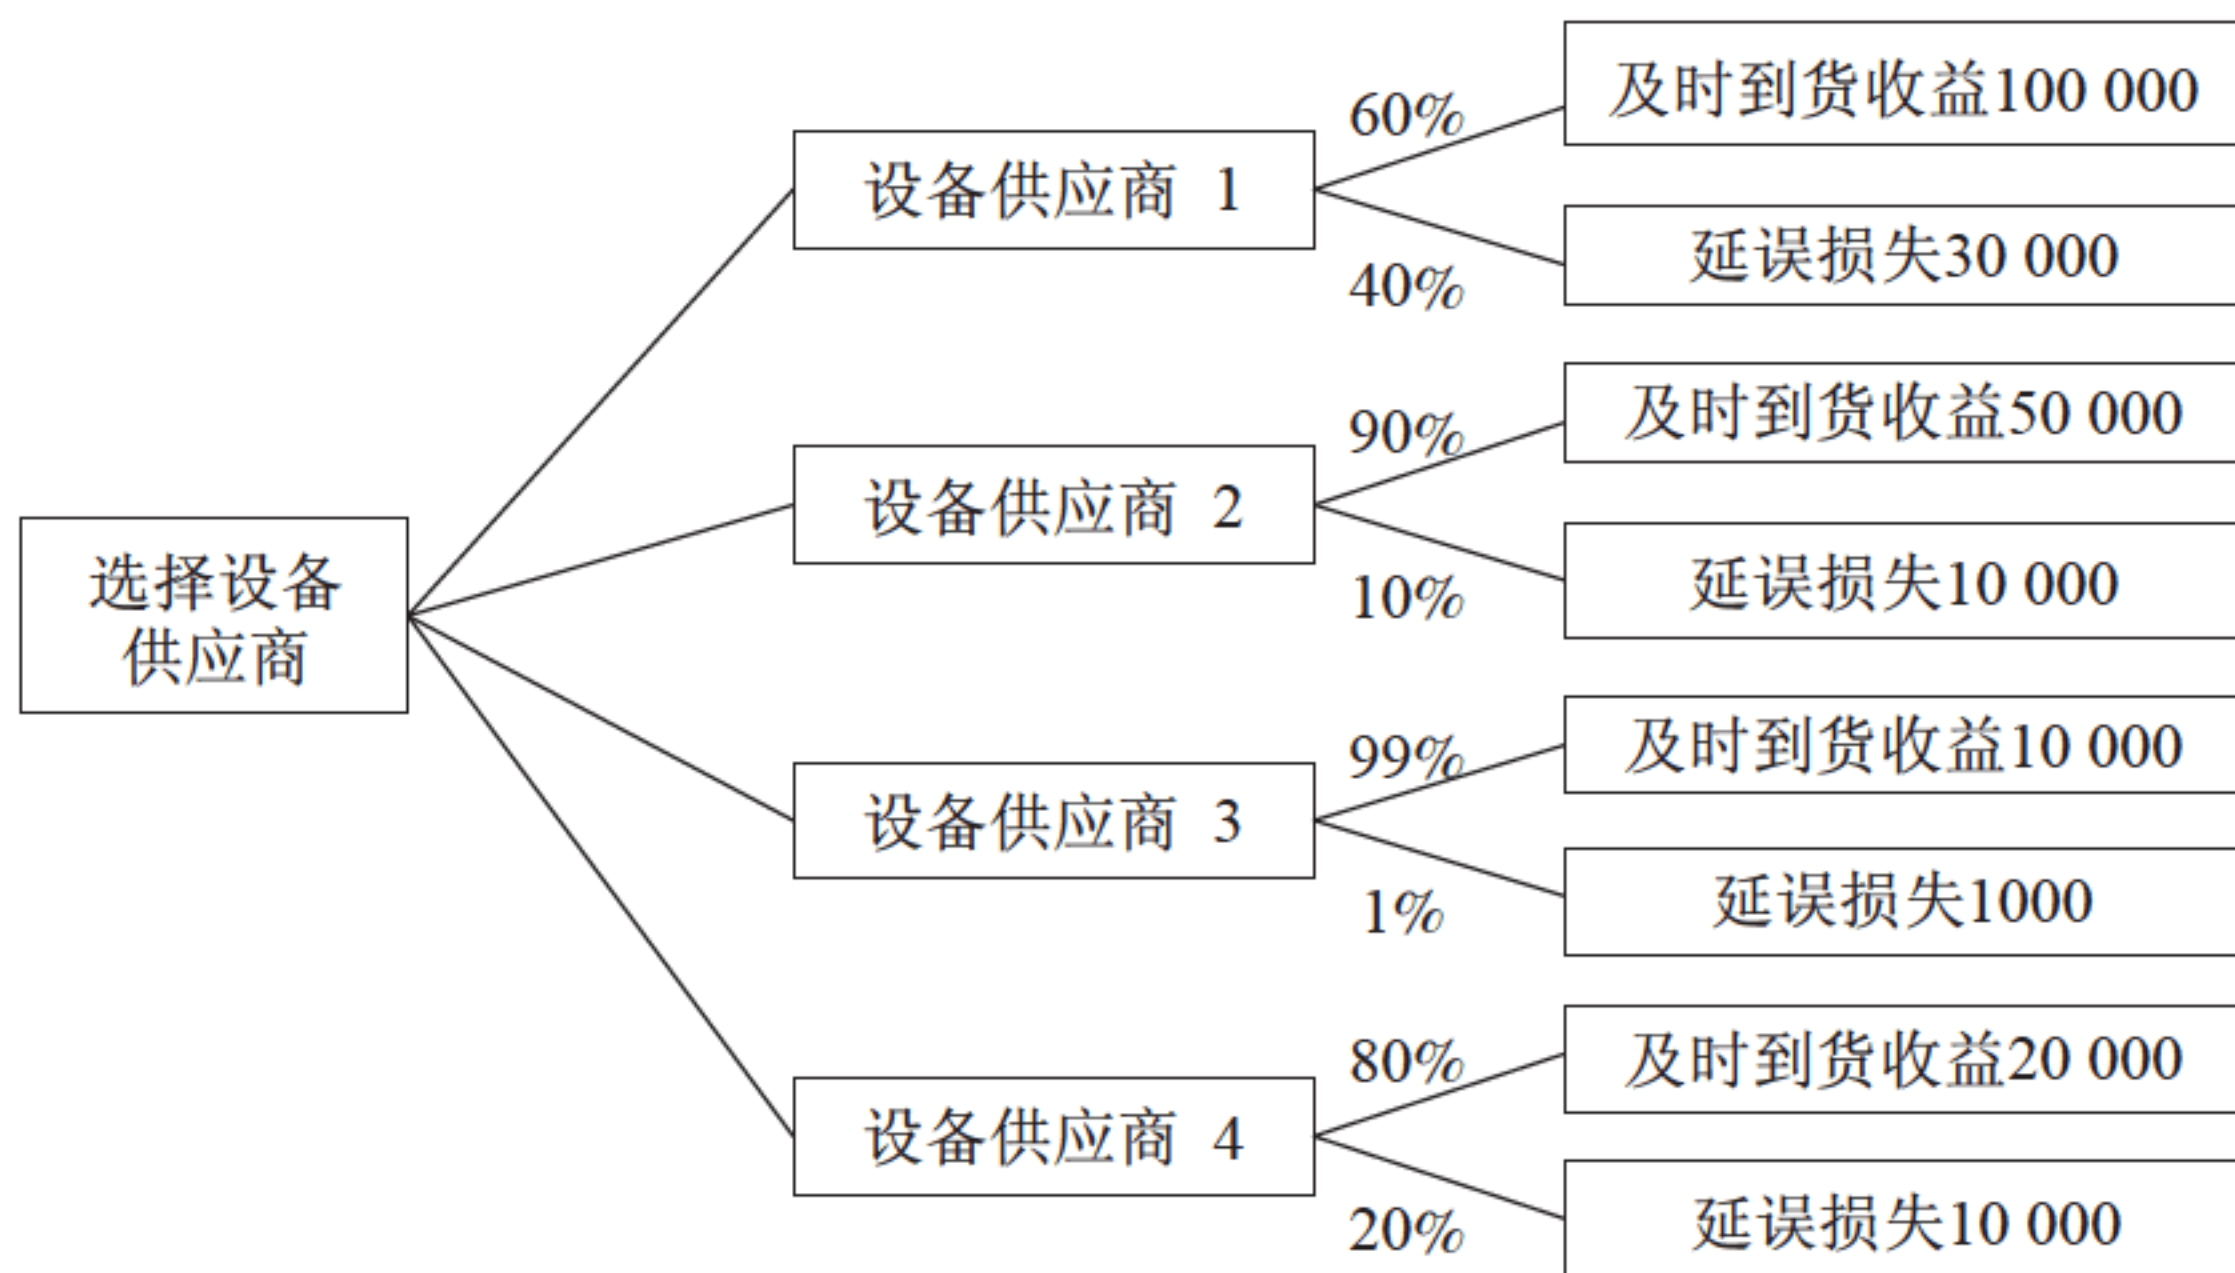 选择设备
供应商
设备供应商 1
60%
及时到货收益100 000
40%
延误损失30 000
设备供应商 2
90%
及时到货收益50 000
10%
延误损失10 000
设备供应商 3
99%
及时到货收益10 000
1%
延误损失1000
设备供应商 4
80%
及时到货收益20 000
20%
延误损失10 000